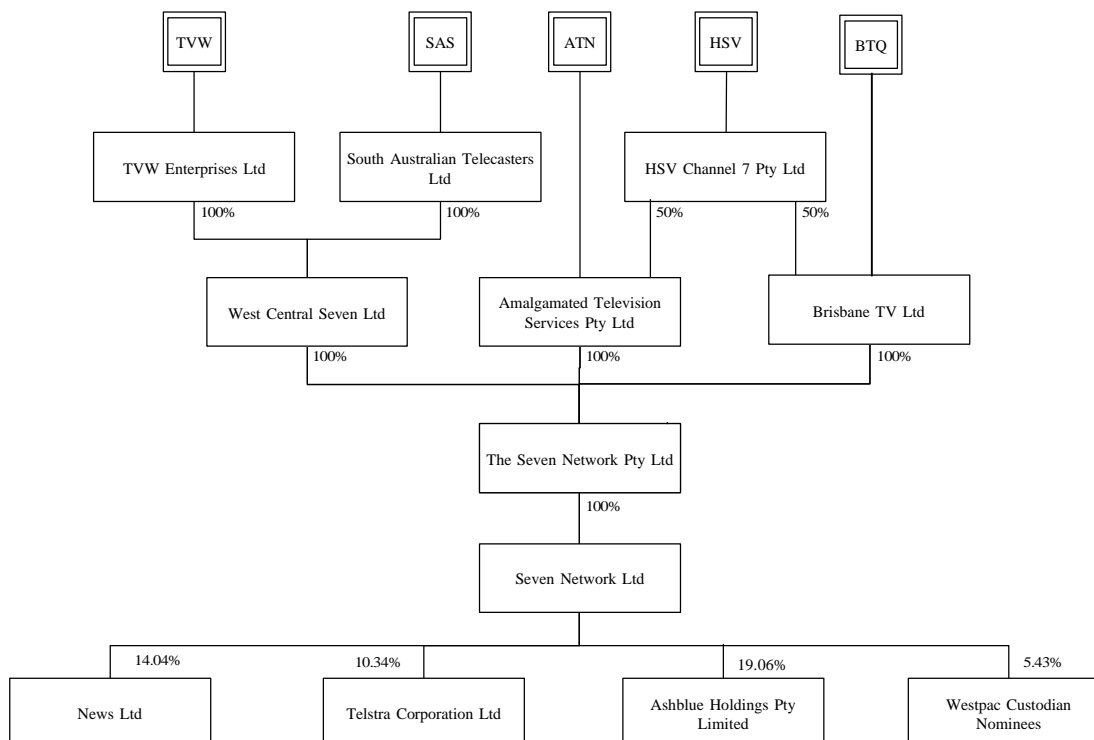 TVW
SAS
ATN
HSV
BTQ
TVW Enterprises Ltd
South Australian Telecasters
Ltd
HSV Channel 7 Pty Ltd
100%
100%
50%
50%
West Central Seven Ltd
Amalgamated Television
Services Pty Ltd
Brisbane TV Ltd
100%
100%
100%
The Seven Network Pty Ltd
100%
Seven Network Ltd
14.04%
10.34%
19.06%
5.43%
News Ltd
Telstra Corporation Ltd
Ashblue Holdings Pty
Limited
Westpac Custodian
Nominees